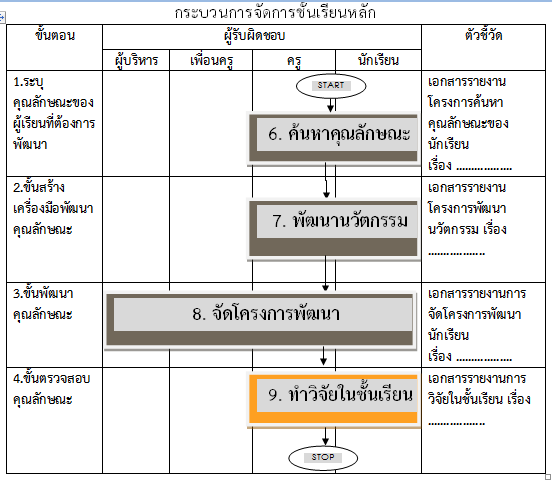 กระบวนการจัดการชั้นเรียนหลัก
ขั้นตอน
ผู้รับผิดชอบ
ตัวชี้วัด
ผู้บริหาร
เพื่อนครู
ครู
นักเรียน
1.ระบุ
คุณลักษณะของ
ผู้เรียนที่ต้องการ
พัฒนา
START
6. ค้นหาคุณลักษณะ
เอกสารรายงาน
โครงการค้นหา
คุณลักษณะของ
นักเรียน
เรื่อง ..................
2.ขั้นสร้าง
เครื่องมือพัฒนา
คุณลักษณะ
7. พัฒนานวัตกรรม
เอกสารรายงาน
โครงการพัฒนา
นวัตกรรม เรื่อง
..................
3.ขั้นพัฒนา
คุณลักษณะ
8. จัดโครงการพัฒนา
เอกสารรายงานการ
จัดโครงการพัฒนา
นักเรียน
เรื่อง ..................
4.ขั้นตรวจสอบ
คุณลักษณะ
9. ทำวิจัยในชั้นเรียน
STOP
เอกสารรายงานการ
วิจัยในชั้นเรียน เรื่อง
..................